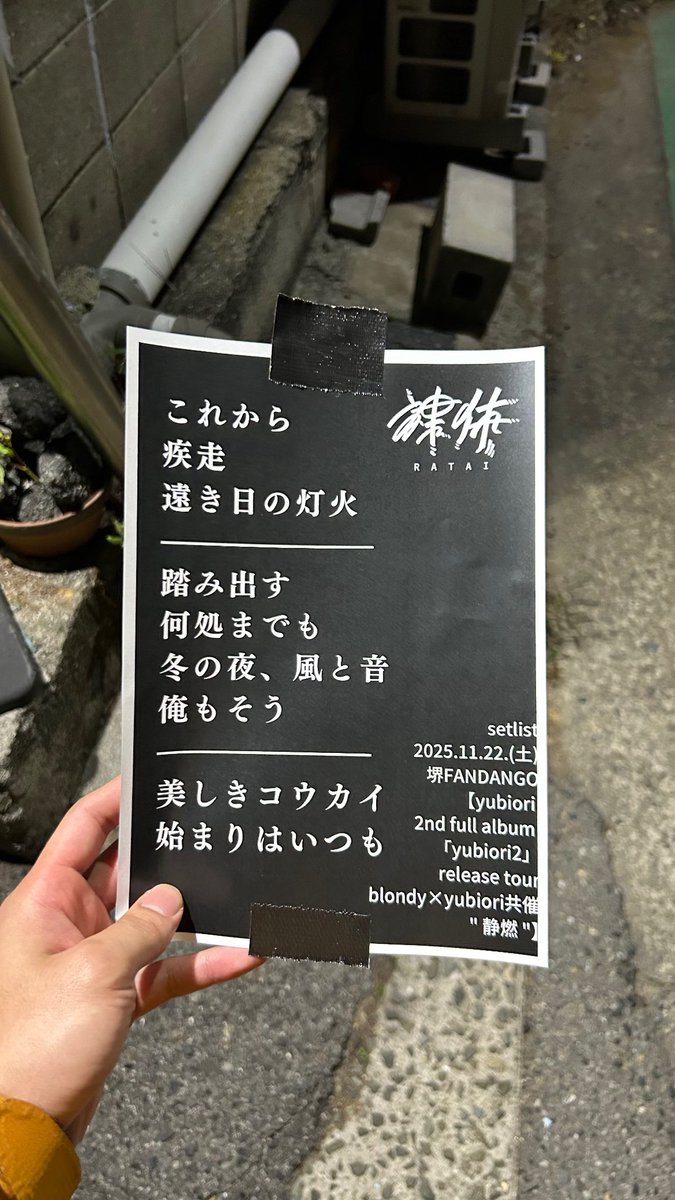 これから
疾走
遠き日の灯火
踏み出す
何処までも
冬の夜、風と音
俺もそう
美しきコウカイ
始まりはいつも
RATAI
setlist
2025.11.22.(土)
堺FANDANGO
【yubiori
2nd full album
「yubiori2」
release tour
blondy×yubiori共催
" 静燃 "】